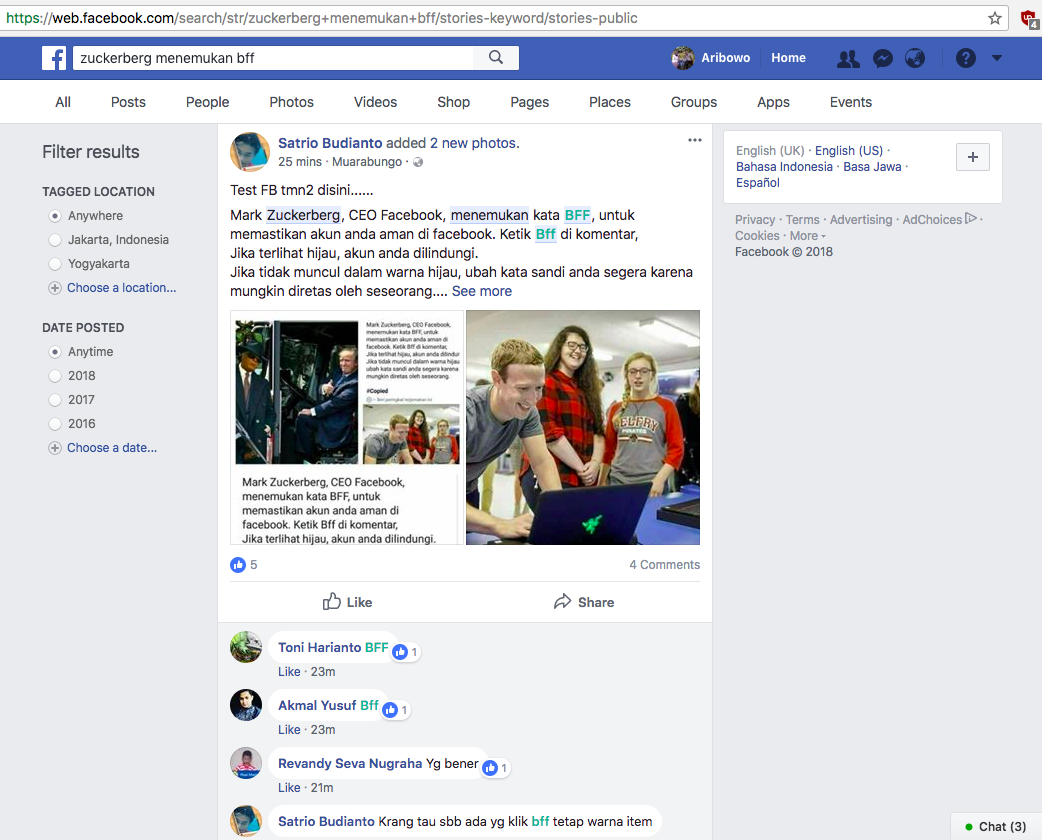 https://web.facebook.com/search/str/zuckerberg+menemukan+bff/stories-keyword/stories-public
4
f
zuckerberg menemukan bff
Aribowo
Home
?
All Posts People Photos Videos Shop Pages Places Groups Apps Events
Filter results
TAGGED LOCATION
Anywhere
Jakarta, Indonesia
Yogyakarta
Choose a location...
DATE POSTED
Anytime
2018
2017
2016
Choose a date...
Satrio Budianto added 2 new photos.
25 mins · Muarabungo ·
Test FB tmn2 disini......
Mark Zuckerberg, CEO Facebook, menemukan kata BFF, untuk
memastikan akun anda aman di facebook. Ketik Bff di komentar,
Jika terlihat hijau, akun anda dilindungi.
Jika tidak muncul dalam warna hijau, ubah kata sandi anda segera karena
mungkin diretas oleh seseorang.... See more
Mark Zuckerberg, CEO Facebook,
menemukan kata BFF, untuk
memastikan akun anda aman di
facebook. Ketik Bff di komentar,
Jika terlihat hijau, akun anda dilindur
Jika tidak muncul dalam warna hijau
ubah kata sandi anda segera karena
mungkin diretas oleh seseorang.
#Copied
Mark Zuckerberg, CEO Facebook,
menemukan kata BFF, untuk
memastikan akun anda aman di
facebook. Ketik Bff di komentar,
Jika terlihat hijau, akun anda dilindungi.
PIRATES
5
4 Comments
Like
Share
Toni Harianto BFF
1
Like · 23m
Akmal Yusuf Bff
1
Like · 23m
Revandy Seva Nugraha Yg bener
1
Like · 21m
Satrio Budianto Krang tau sbb ada yg klik bff tetap warna item
English (UK) · English (US) ·
Bahasa Indonesia · Basa Jawa ·
Español
+
Privacy · Terms · Advertising · AdChoices ·
Cookies · More
Facebook © 2018
Chat (3)